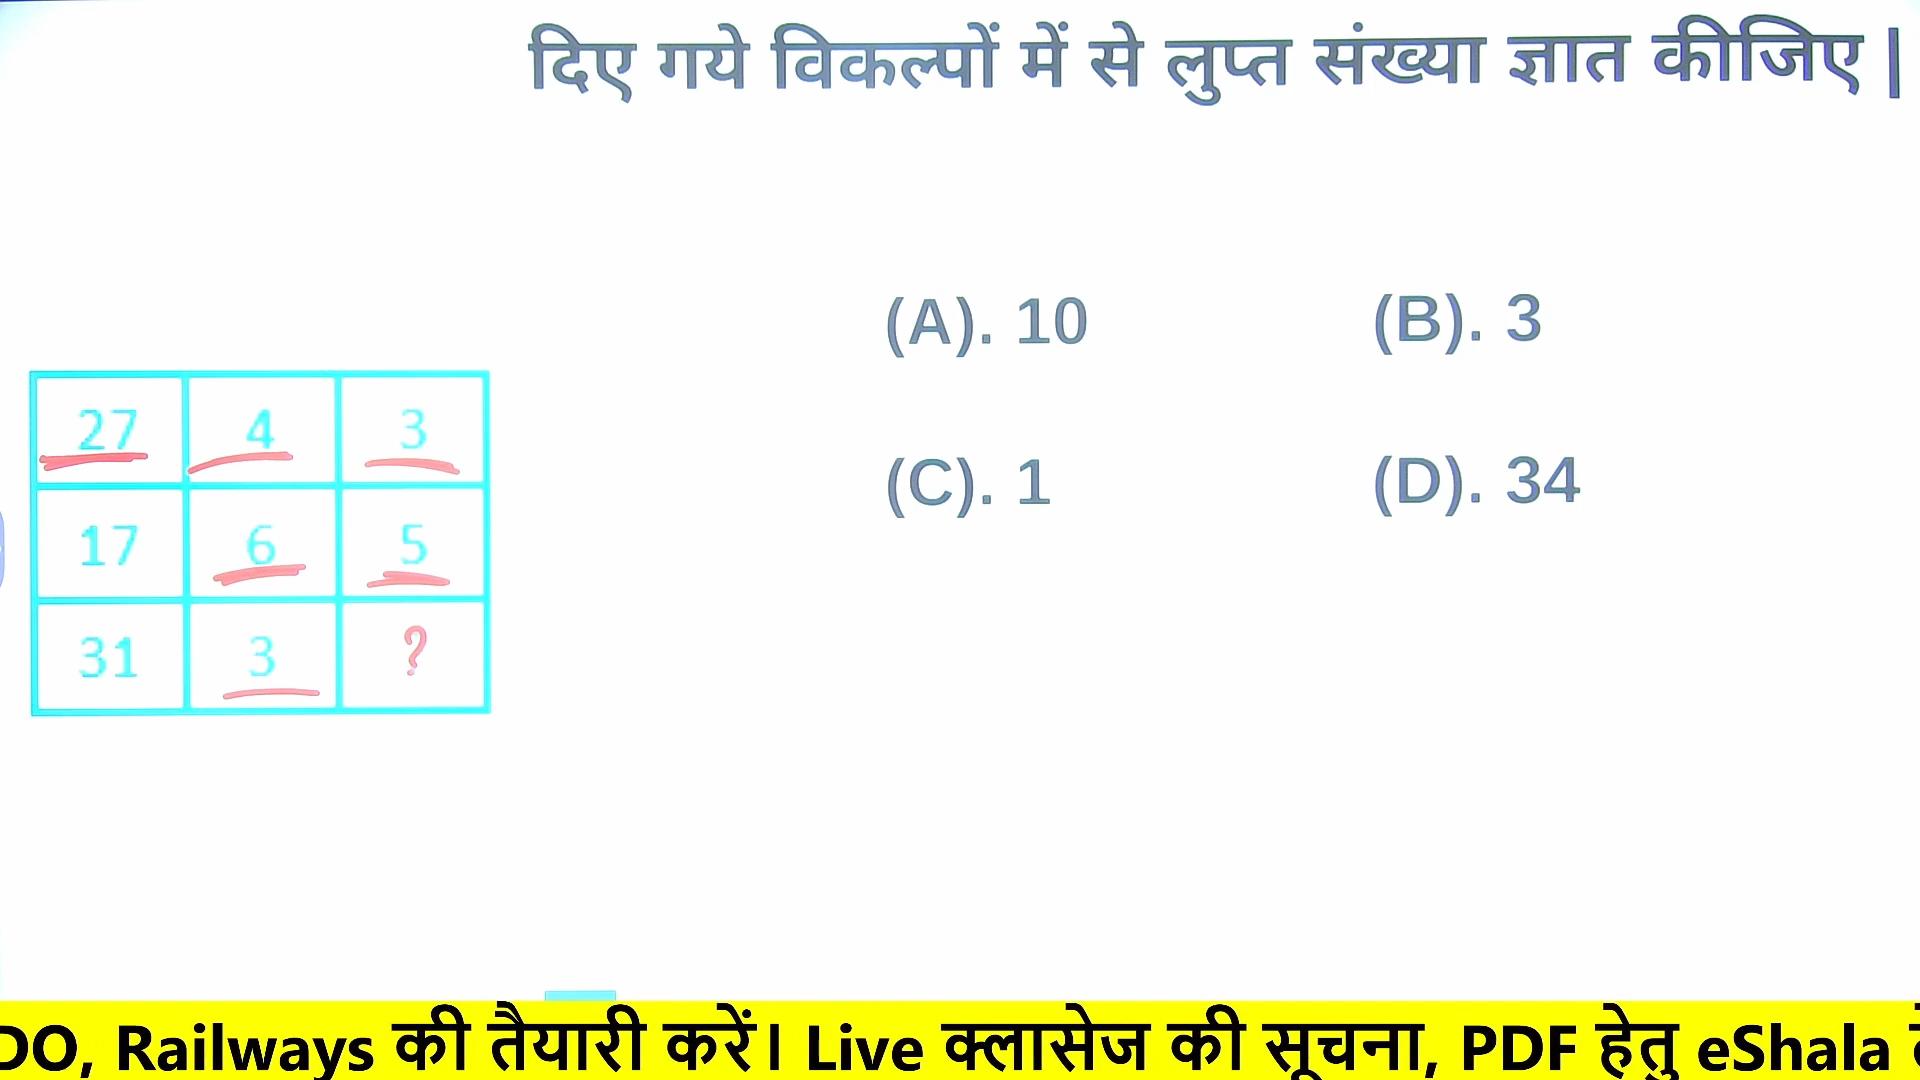 दिए गये विकल्पों में से लुप्त संख्या ज्ञात कीजिए |
(A). 10 (B). 3
(C). 1 (D). 34
27 4 3
17 6 5
31 3 ?
DO, Railways की तैयारी करें। Live क्लासेज की सूचना, PDF हेतु eShala